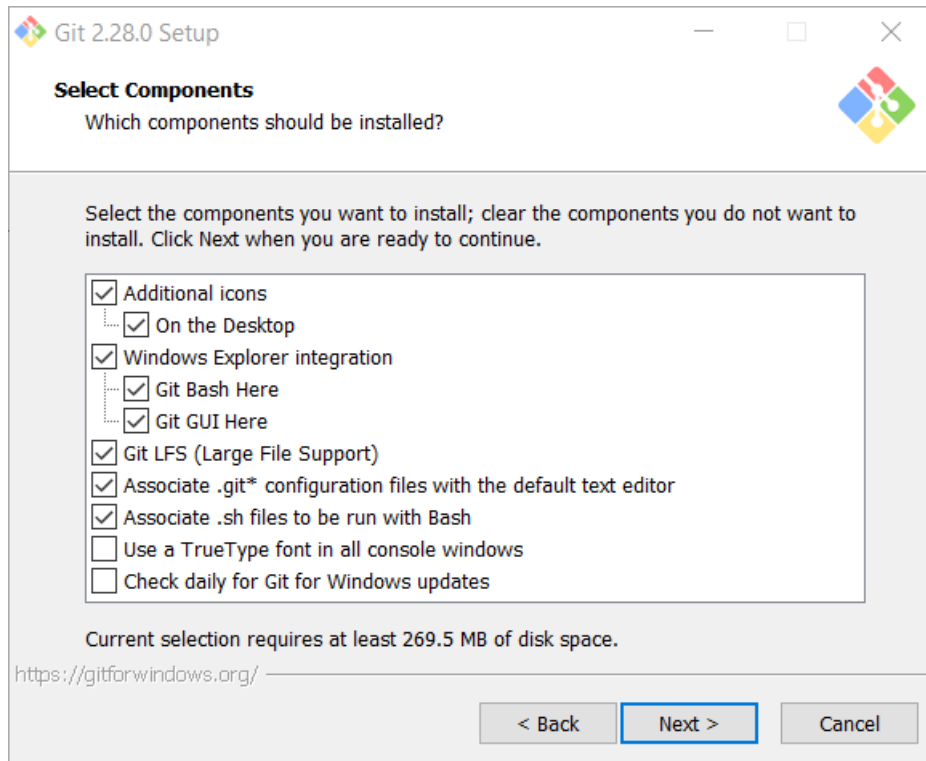 Git 2.28.0 Setup
Select Components
Which components should be installed?
Select the components you want to install; clear the components you do not want to
install. Click Next when you are ready to continue.
Additional icons
On the Desktop
Windows Explorer integration
Git Bash Here
Git GUI Here
Git LFS (Large File Support)
Associate .git* configuration files with the default text editor
Associate .sh files to be run with Bash
Use a TrueType font in all console windows
Check daily for Git for Windows updates
Current selection requires at least 269.5 MB of disk space.
https://gitforwindows.org/
< Back Next > Cancel